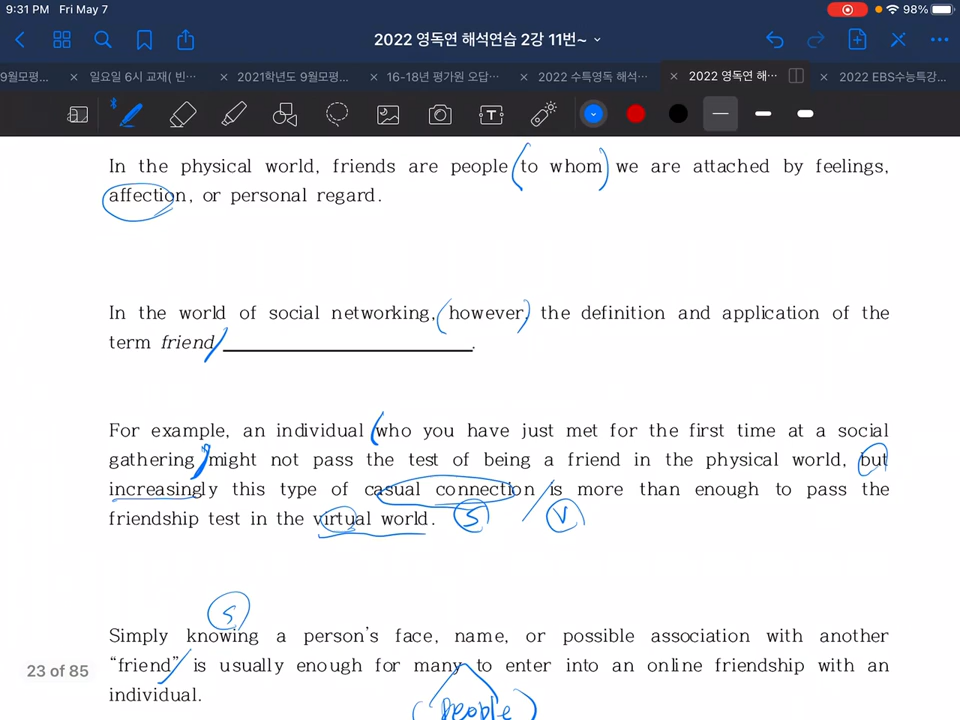 9:31 PM Fri May 7 98%
2022 영독연 해석연습 2강 11번~
9월모평... × 일요일 6시 교재( 빈... × 2021학년도 9월모평... × 16-18년 평가원 오답... × 2022 수특영독 해석... × 2022 영독연 해... × 2022 EBS수능특강...
In the physical world, friends are people (to whom) we are attached by feelings,
affection, or personal regard.
In the world of social networking, (however,) the definition and application of the
term friend/ ____________________.
For example, an individual (who you have just met for the first time at a social
gathering) might not pass the test of being a friend in the physical world, but
increasingly this type of casual connection / is more than enough to pass the
friendship test in the virtual world. S V
S
Simply knowing a person's face, name, or possible association with another
"friend" / is usually enough for many to enter into an online friendship with an
individual.
(people)
23 of 85